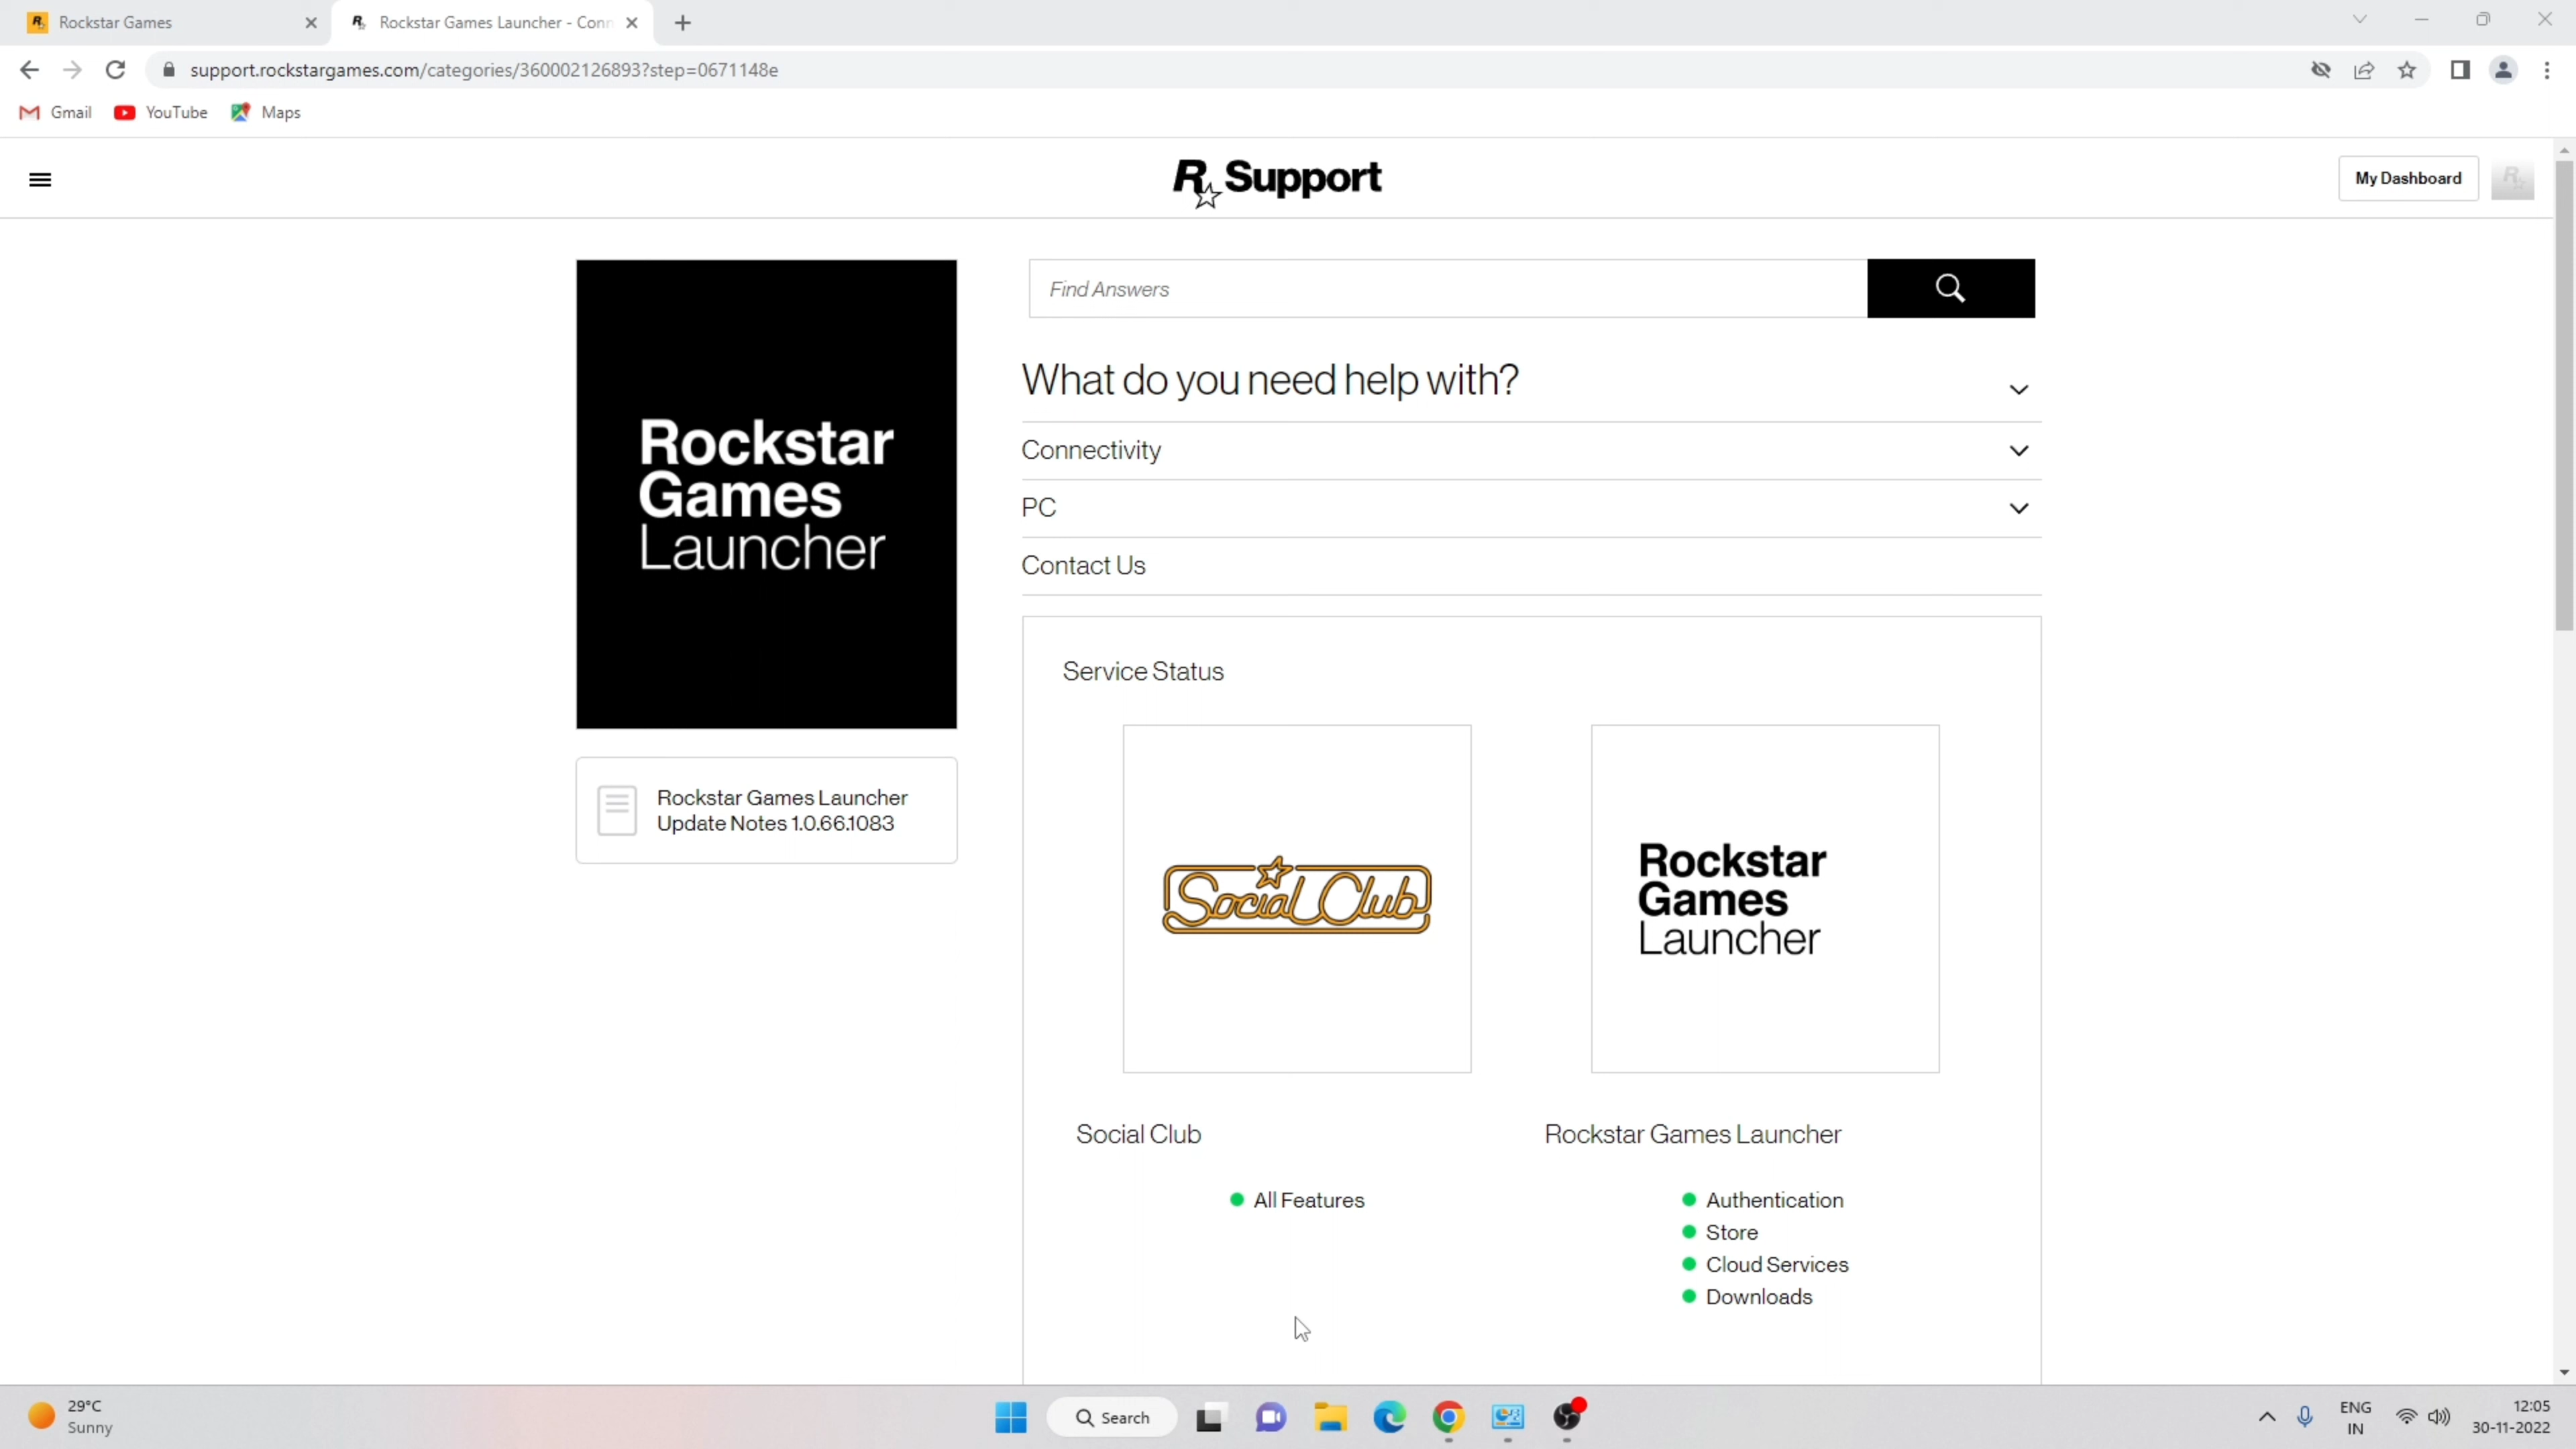 Rockstar Games
Rockstar Games Launcher - Conn
support.rockstargames.com/categories/360002126893?step=0671148e
Gmail YouTube Maps
R Support
My Dashboard
Find Answers
Rockstar
Games
Launcher
What do you need help with?
Connectivity
PC
Contact Us
Rockstar Games Launcher
Update Notes 1.0.66.1083
Service Status
Social Club
Rockstar
Games
Launcher
Social Club
All Features
Rockstar Games Launcher
Authentication
Store
Cloud Services
Downloads
29°C
Sunny
Search
ENG
IN
12:05
30-11-2022